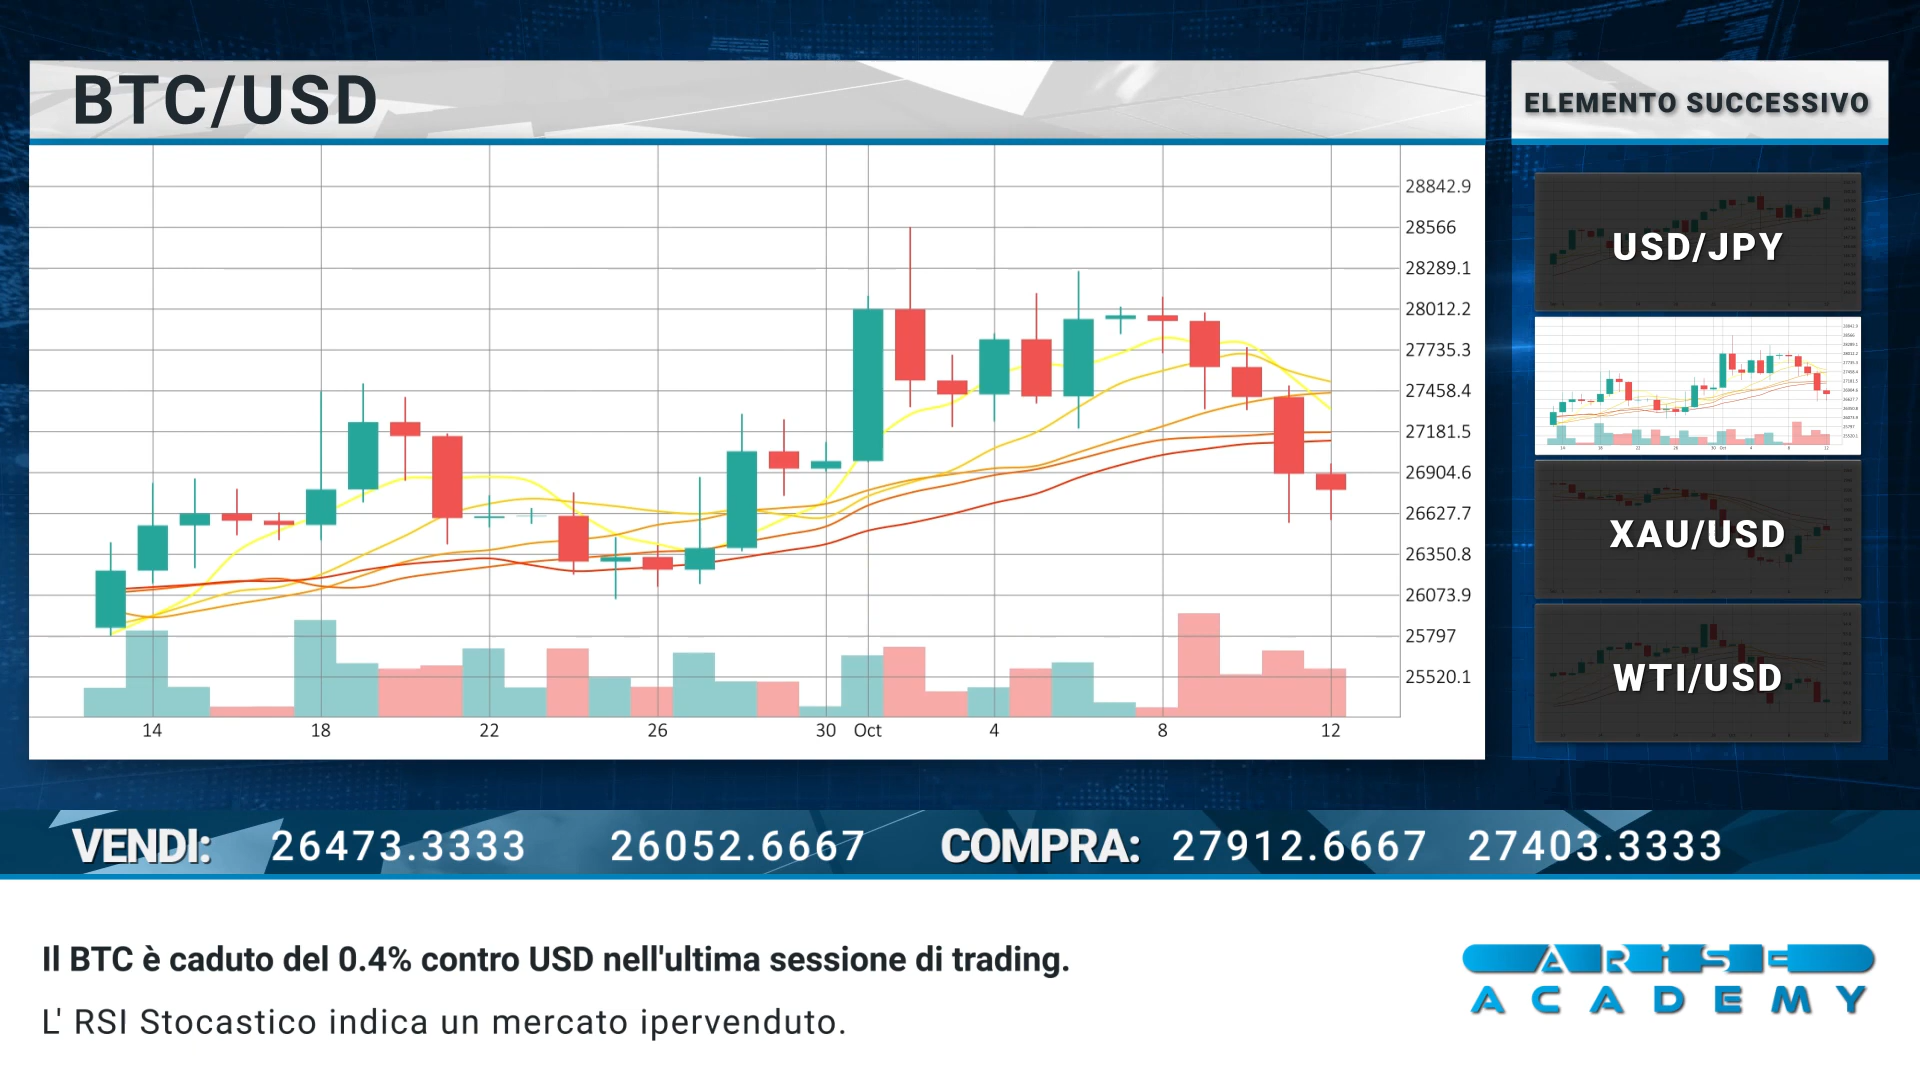 BTC/USD
ELEMENTO SUCCESSIVO
28842.9
28566
28289.1
28012.2
27735.3
27458.4
27181.5
26904.6
26627.7
26350.8
26073.9
25797
25520.1
14 18 22 26 30 Oct 4 8 12
USD/JPY
XAU/USD
WTI/USD
VENDI: 26473.3333 26052.6667 COMPRA: 27912.6667 27403.3333
Il BTC è caduto del 0.4% contro USD nell'ultima sessione di trading.
L' RSI Stocastico indica un mercato ipervenduto.
ARISE
ACADEMY